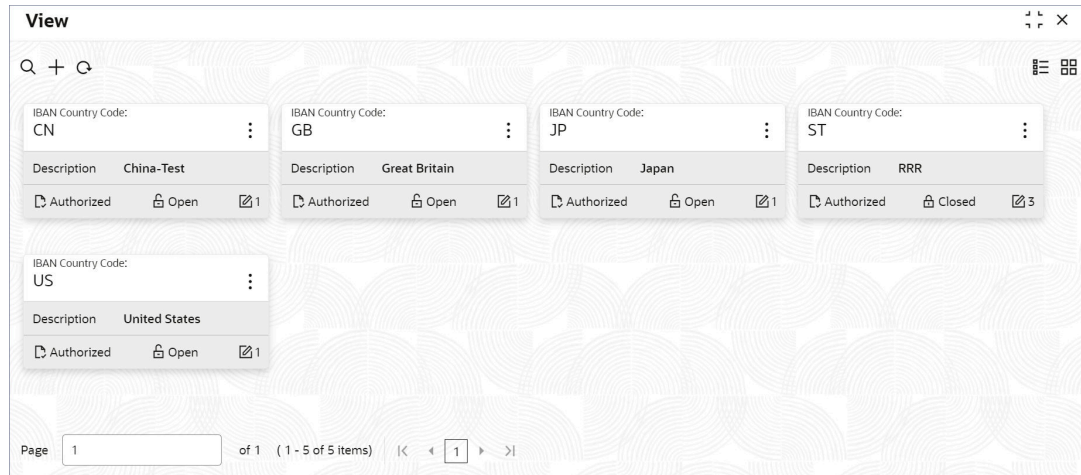 View
IBAN Country Code:
CN
IBAN Country Code:
GB
IBAN Country Code:
JP
IBAN Country Code:
ST
Description China-Test
Description Great Britain
Description Japan
Description RRR
Authorized Open 1
Authorized Open 1
Authorized Open 1
Authorized Closed 3
IBAN Country Code:
US
Description United States
Authorized Open 1
Page 1 of 1 ( 1 - 5 of 5 items) 1